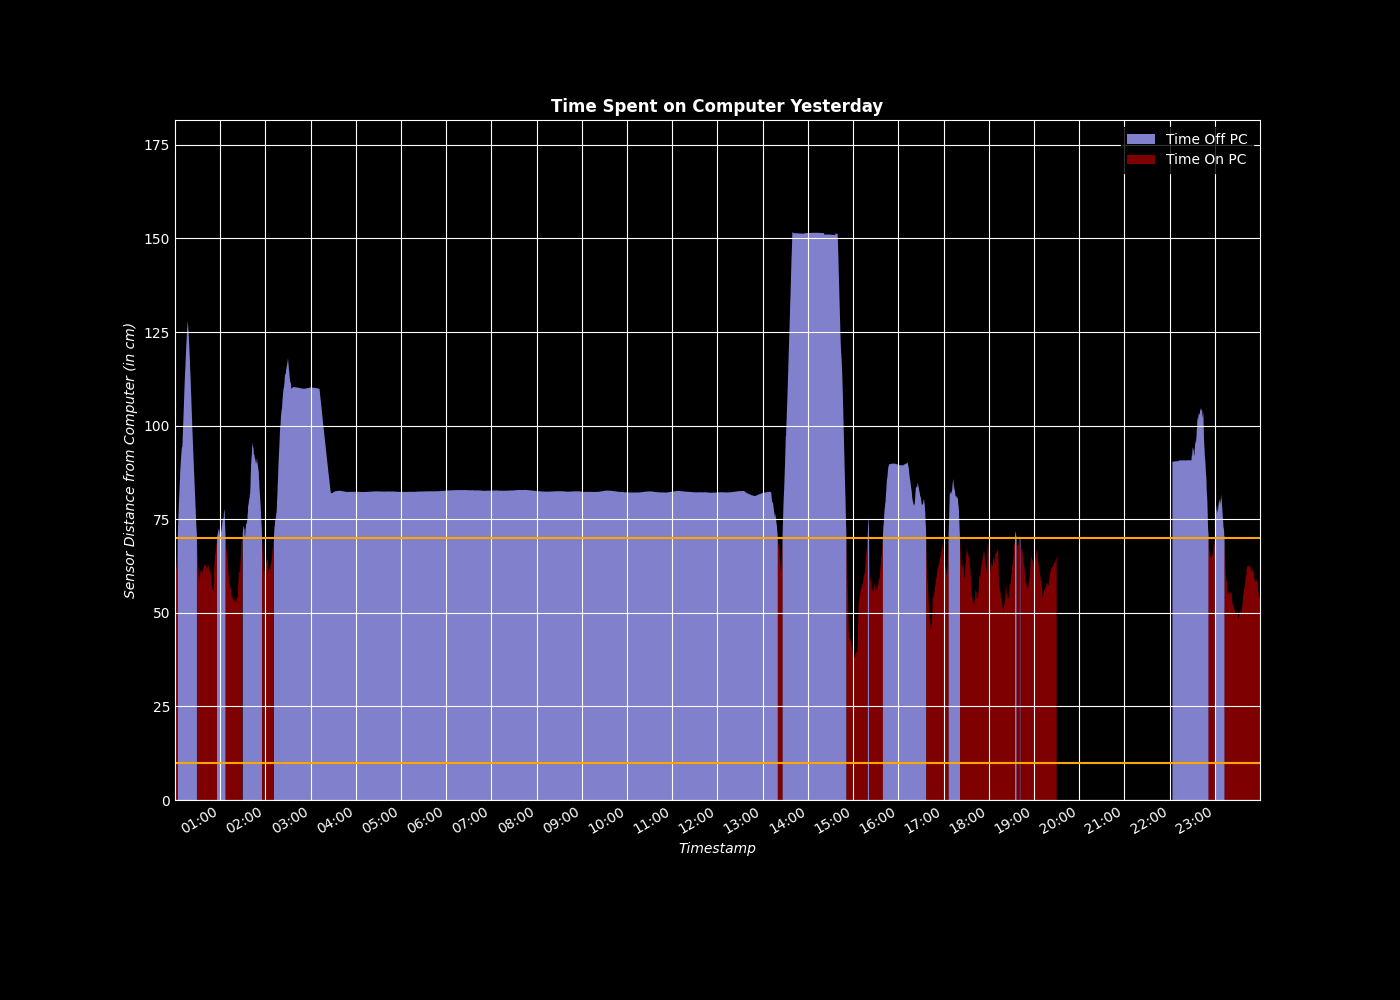 Time Spent on Computer Yesterday
Time Off PC
Time On PC
175
150
125
100
75
50
25
0
Sensor Distance from Computer (in cm)
01:00 02:00 03:00 04:00 05:00 06:00 07:00 08:00 09:00 10:00 11:00 12:00 13:00 14:00 15:00 16:00 17:00 18:00 19:00 20:00 21:00 22:00 23:00
Timestamp